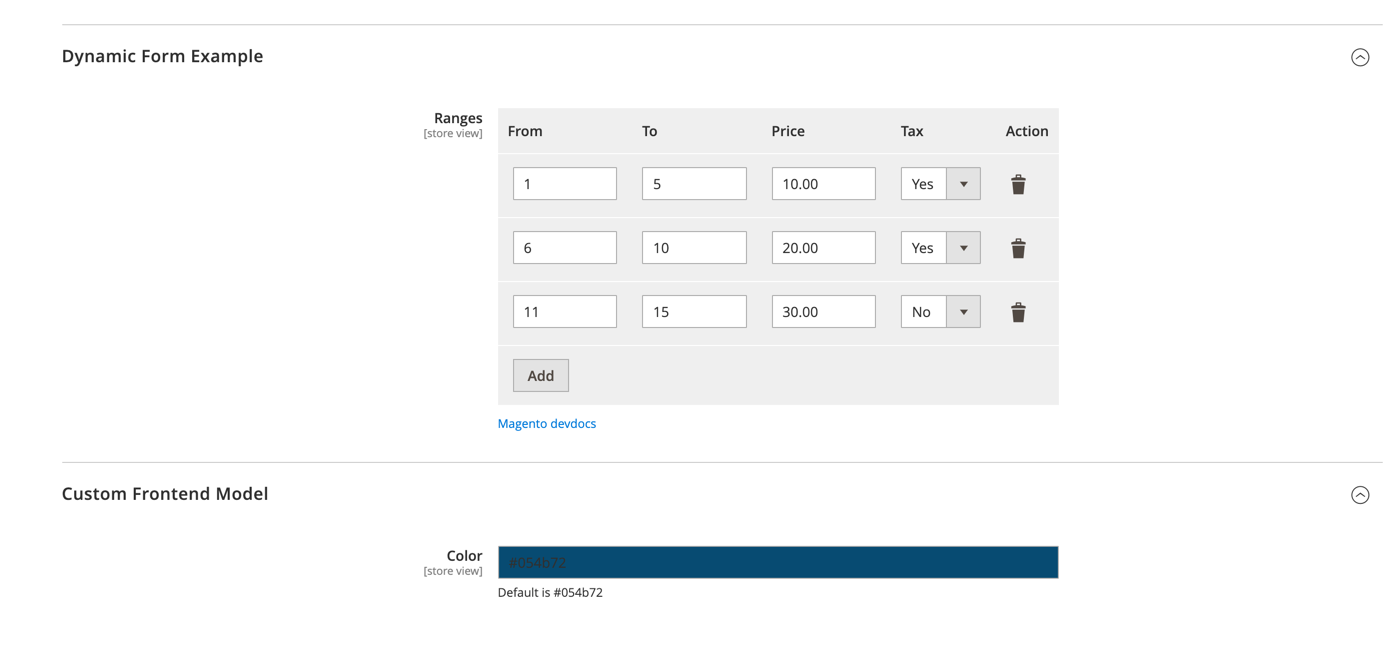 Dynamic Form Example
Ranges
[store view]
From To Price Tax Action
1 5 10.00 Yes
6 10 20.00 Yes
11 15 30.00 No
Add
Magento devdocs
Custom Frontend Model
Color
[store view]
#054b72
Default is #054b72